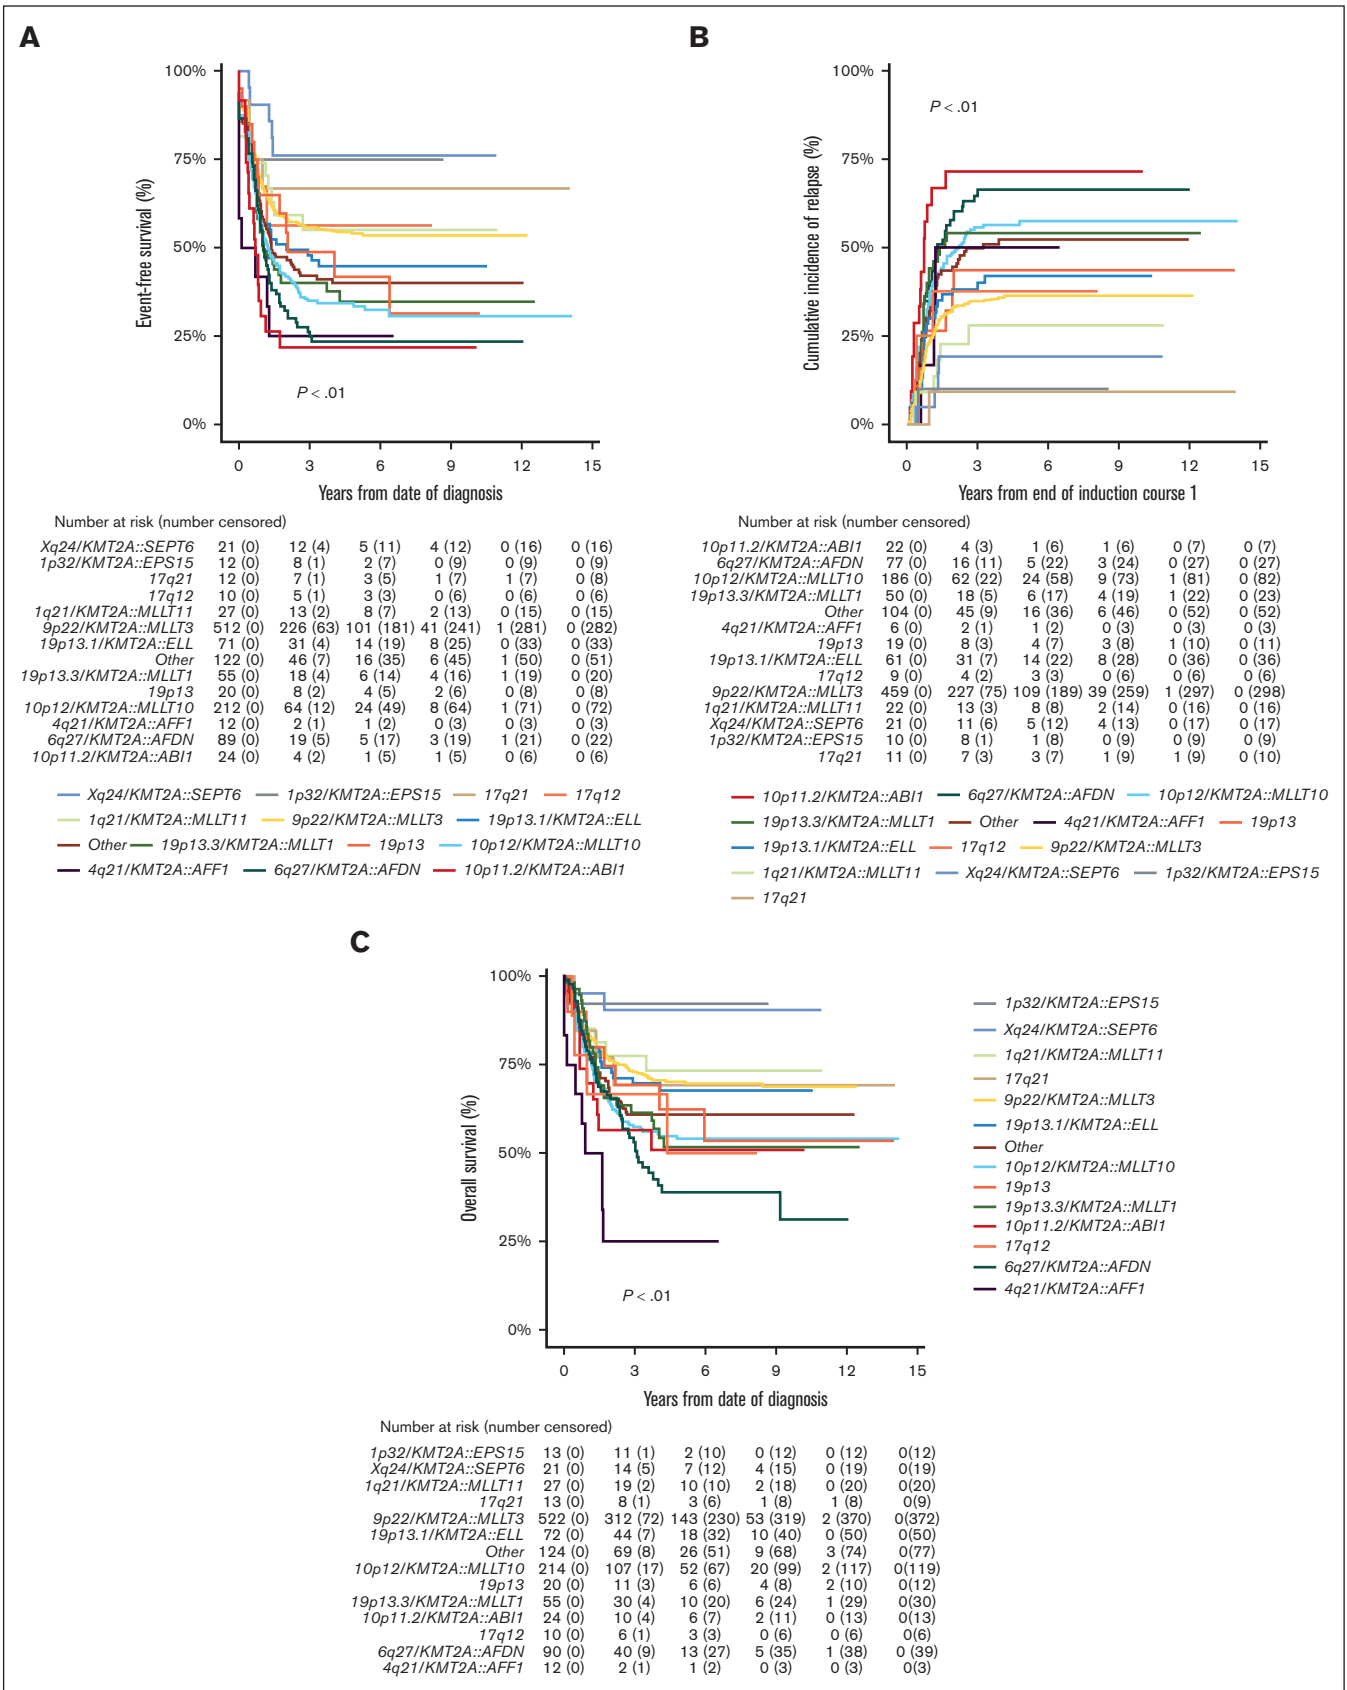 A
100%
75%
50%
25%
0%
Event-free survival (%)
P < .01
0 3 6 9 12 15
Years from date of diagnosis
Number at risk (number censored)
Xq24/KMT2A::SEPT6 21 (0) 12 (4) 5 (11) 4 (12) 0 (16) 0 (16)
1p32/KMT2A::EPS15 12 (0) 8 (1) 2 (7) 0 (9) 0 (9) 0 (9)
17q21 12 (0) 7 (1) 3 (5) 1 (7) 1 (7) 0 (8)
17q12 10 (0) 5 (1) 3 (3) 0 (6) 0 (6) 0 (6)
1q21/KMT2A::MLLT11 27 (0) 13 (2) 8 (7) 2 (13) 0 (15) 0 (15)
9p22/KMT2A::MLLT3 512 (0) 226 (63) 101 (181) 41 (241) 1 (281) 0 (282)
19p13.1/KMT2A::ELL 71 (0) 31 (4) 14 (19) 8 (25) 0 (33) 0 (33)
Other 122 (0) 46 (7) 16 (35) 6 (45) 1 (50) 0 (51)
19p13.3/KMT2A::MLLT1 55 (0) 18 (4) 6 (14) 4 (16) 1 (19) 0 (20)
19p13 20 (0) 8 (2) 4 (5) 2 (6) 0 (8) 0 (8)
10p12/KMT2A::MLLT10 212 (0) 64 (12) 24 (49) 8 (64) 1 (71) 0 (72)
4q21/KMT2A::AFF1 12 (0) 2 (1) 1 (2) 0 (3) 0 (3) 0 (3)
6q27/KMT2A::AFDN 89 (0) 19 (5) 5 (17) 3 (19) 1 (21) 0 (22)
10p11.2/KMT2A::ABI1 24 (0) 4 (2) 1 (5) 1 (5) 0 (6) 0 (6)
Xq24/KMT2A::SEPT6 1p32/KMT2A::EPS15 17q21 17q12
1q21/KMT2A::MLLT11 9p22/KMT2A::MLLT3 19p13.1/KMT2A::ELL
Other 19p13.3/KMT2A::MLLT1 19p13 10p12/KMT2A::MLLT10
4q21/KMT2A::AFF1 6q27/KMT2A::AFDN 10p11.2/KMT2A::ABI1
B
100%
75%
50%
25%
0%
Cumulative incidence of relapse (%)
P < .01
0 3 6 9 12 15
Years from end of induction course 1
Number at risk (number censored)
10p11.2/KMT2A::ABI1 22 (0) 4 (3) 1 (6) 1 (6) 0 (7) 0 (7)
6q27/KMT2A::AFDN 77 (0) 16 (11) 5 (22) 3 (24) 0 (27) 0 (27)
10p12/KMT2A::MLLT10 186 (0) 62 (22) 24 (58) 9 (73) 1 (81) 0 (82)
19p13.3/KMT2A::MLLT1 50 (0) 18 (5) 6 (17) 4 (19) 1 (22) 0 (23)
Other 104 (0) 45 (9) 16 (36) 6 (46) 0 (52) 0 (52)
4q21/KMT2A::AFF1 6 (0) 2 (1) 1 (2) 0 (3) 0 (3) 0 (3)
19p13 19 (0) 8 (3) 4 (7) 3 (8) 1 (10) 0 (11)
19p13.1/KMT2A::ELL 61 (0) 31 (7) 14 (22) 8 (28) 0 (36) 0 (36)
17q12 9 (0) 4 (2) 3 (3) 0 (6) 0 (6) 0 (6)
9p22/KMT2A::MLLT3 459 (0) 227 (75) 109 (189) 39 (259) 1 (297) 0 (298)
1q21/KMT2A::MLLT11 22 (0) 13 (3) 8 (8) 2 (14) 0 (16) 0 (16)
Xq24/KMT2A::SEPT6 21 (0) 11 (6) 5 (12) 4 (13) 0 (17) 0 (17)
1p32/KMT2A::EPS15 10 (0) 8 (1) 1 (8) 0 (9) 0 (9) 0 (9)
17q21 11 (0) 7 (3) 3 (7) 1 (9) 1 (9) 0 (10)
10p11.2/KMT2A::ABI1 6q27/KMT2A::AFDN 10p12/KMT2A::MLLT10
19p13.3/KMT2A::MLLT1 Other 4q21/KMT2A::AFF1 19p13
19p13.1/KMT2A::ELL 17q12 9p22/KMT2A::MLLT3
1q21/KMT2A::MLLT11 Xq24/KMT2A::SEPT6 1p32/KMT2A::EPS15
17q21
C
100%
75%
50%
25%
0%
Overall survival (%)
P < .01
0 3 6 9 12 15
Years from date of diagnosis
1p32/KMT2A::EPS15
Xq24/KMT2A::SEPT6
1q21/KMT2A::MLLT11
17q21
9p22/KMT2A::MLLT3
19p13.1/KMT2A::ELL
Other
10p12/KMT2A::MLLT10
19p13
19p13.3/KMT2A::MLLT1
10p11.2/KMT2A::ABI1
17q12
6q27/KMT2A::AFDN
4q21/KMT2A::AFF1
Number at risk (number censored)
1p32/KMT2A::EPS15 13 (0) 11 (1) 2 (10) 0 (12) 0 (12) 0(12)
Xq24/KMT2A::SEPT6 21 (0) 14 (5) 7 (12) 4 (15) 0 (19) 0(19)
1q21/KMT2A::MLLT11 27 (0) 19 (2) 10 (10) 2 (18) 0 (20) 0(20)
17q21 13 (0) 8 (1) 3 (6) 1 (8) 1 (8) 0(9)
9p22/KMT2A::MLLT3 522 (0) 312 (72) 143 (230) 53 (319) 2 (370) 0(372)
19p13.1/KMT2A::ELL 72 (0) 44 (7) 18 (32) 10 (40) 0 (50) 0(50)
Other 124 (0) 69 (8) 26 (51) 9 (68) 3 (74) 0(77)
10p12/KMT2A::MLLT10 214 (0) 107 (17) 52 (67) 20 (99) 2 (117) 0(119)
19p13 20 (0) 11 (3) 6 (6) 4 (8) 2 (10) 0(12)
19p13.3/KMT2A::MLLT1 55 (0) 30 (4) 10 (20) 6 (24) 1 (29) 0(30)
10p11.2/KMT2A::ABI1 24 (0) 10 (4) 6 (7) 2 (11) 0 (13) 0(13)
17q12 10 (0) 6 (1) 3 (3) 0 (6) 0 (6) 0(6)
6q27/KMT2A::AFDN 90 (0) 40 (9) 13 (27) 5 (35) 1 (38) 0 (39)
4q21/KMT2A::AFF1 12 (0) 2 (1) 1 (2) 0 (3) 0 (3) 0(3)